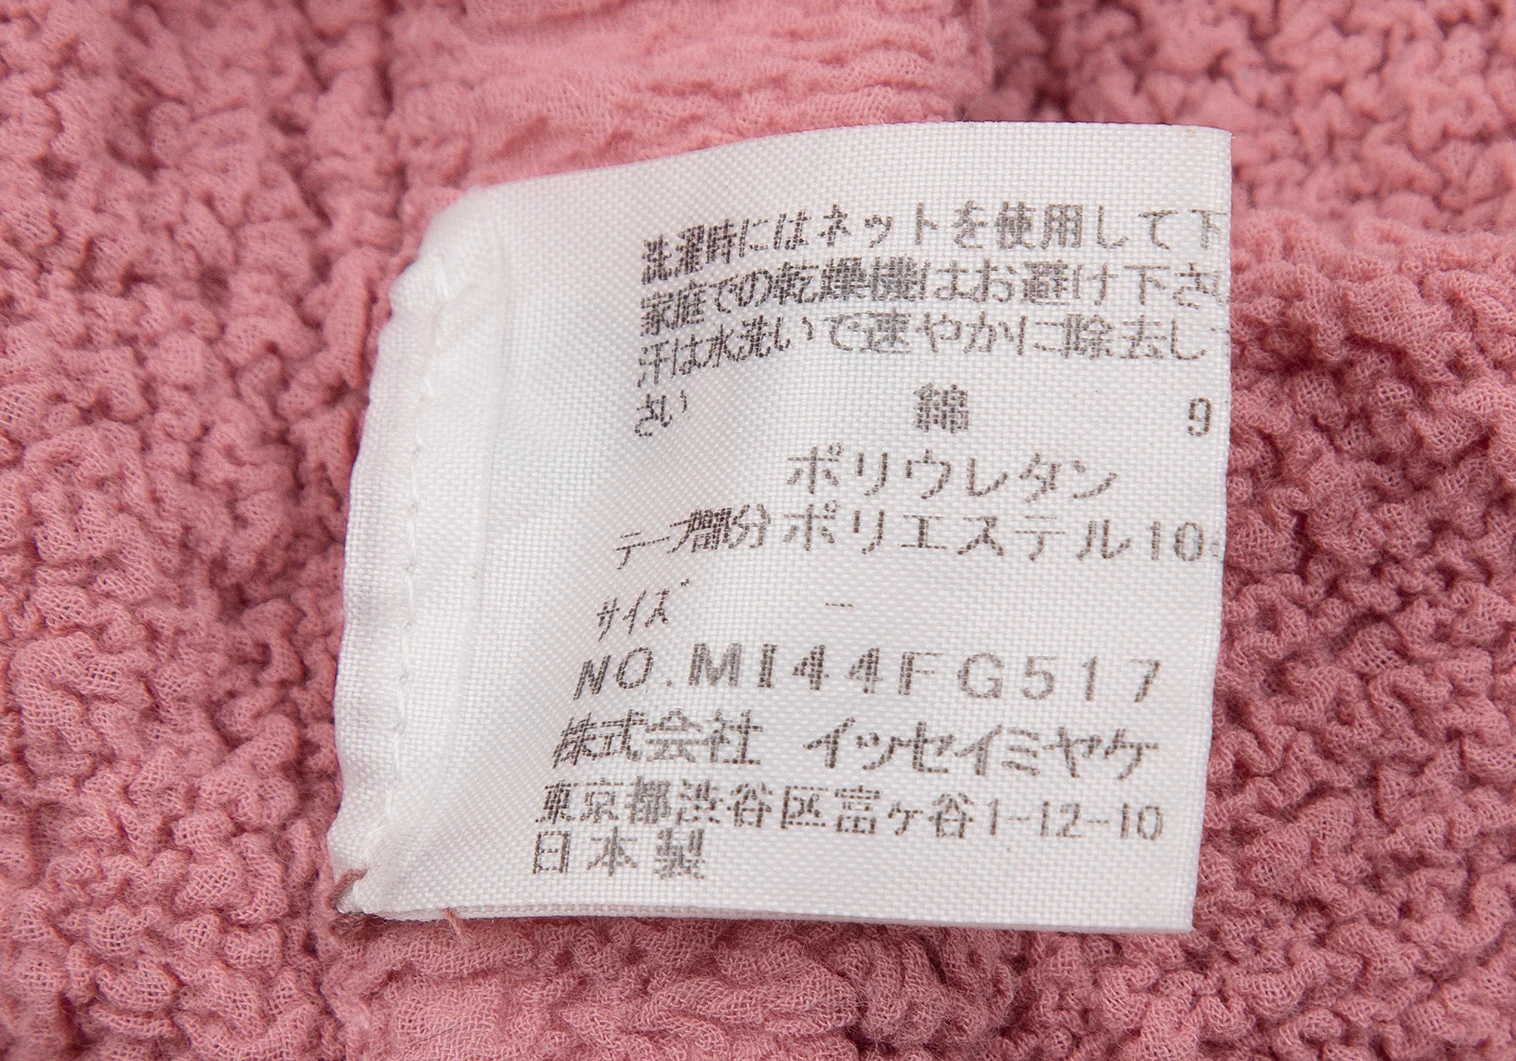 洗濯時にはネットを使用して下
家庭での乾燥機はお避け下さ
汗は水洗いで速やかに除去し
さい
綿 9
ポリウレタン
テープ部分ポリエステル10
サイズ －
NO.MI44FG517
株式会社 イッセイミヤケ
東京都渋谷区富ヶ谷1-12-10
日本製